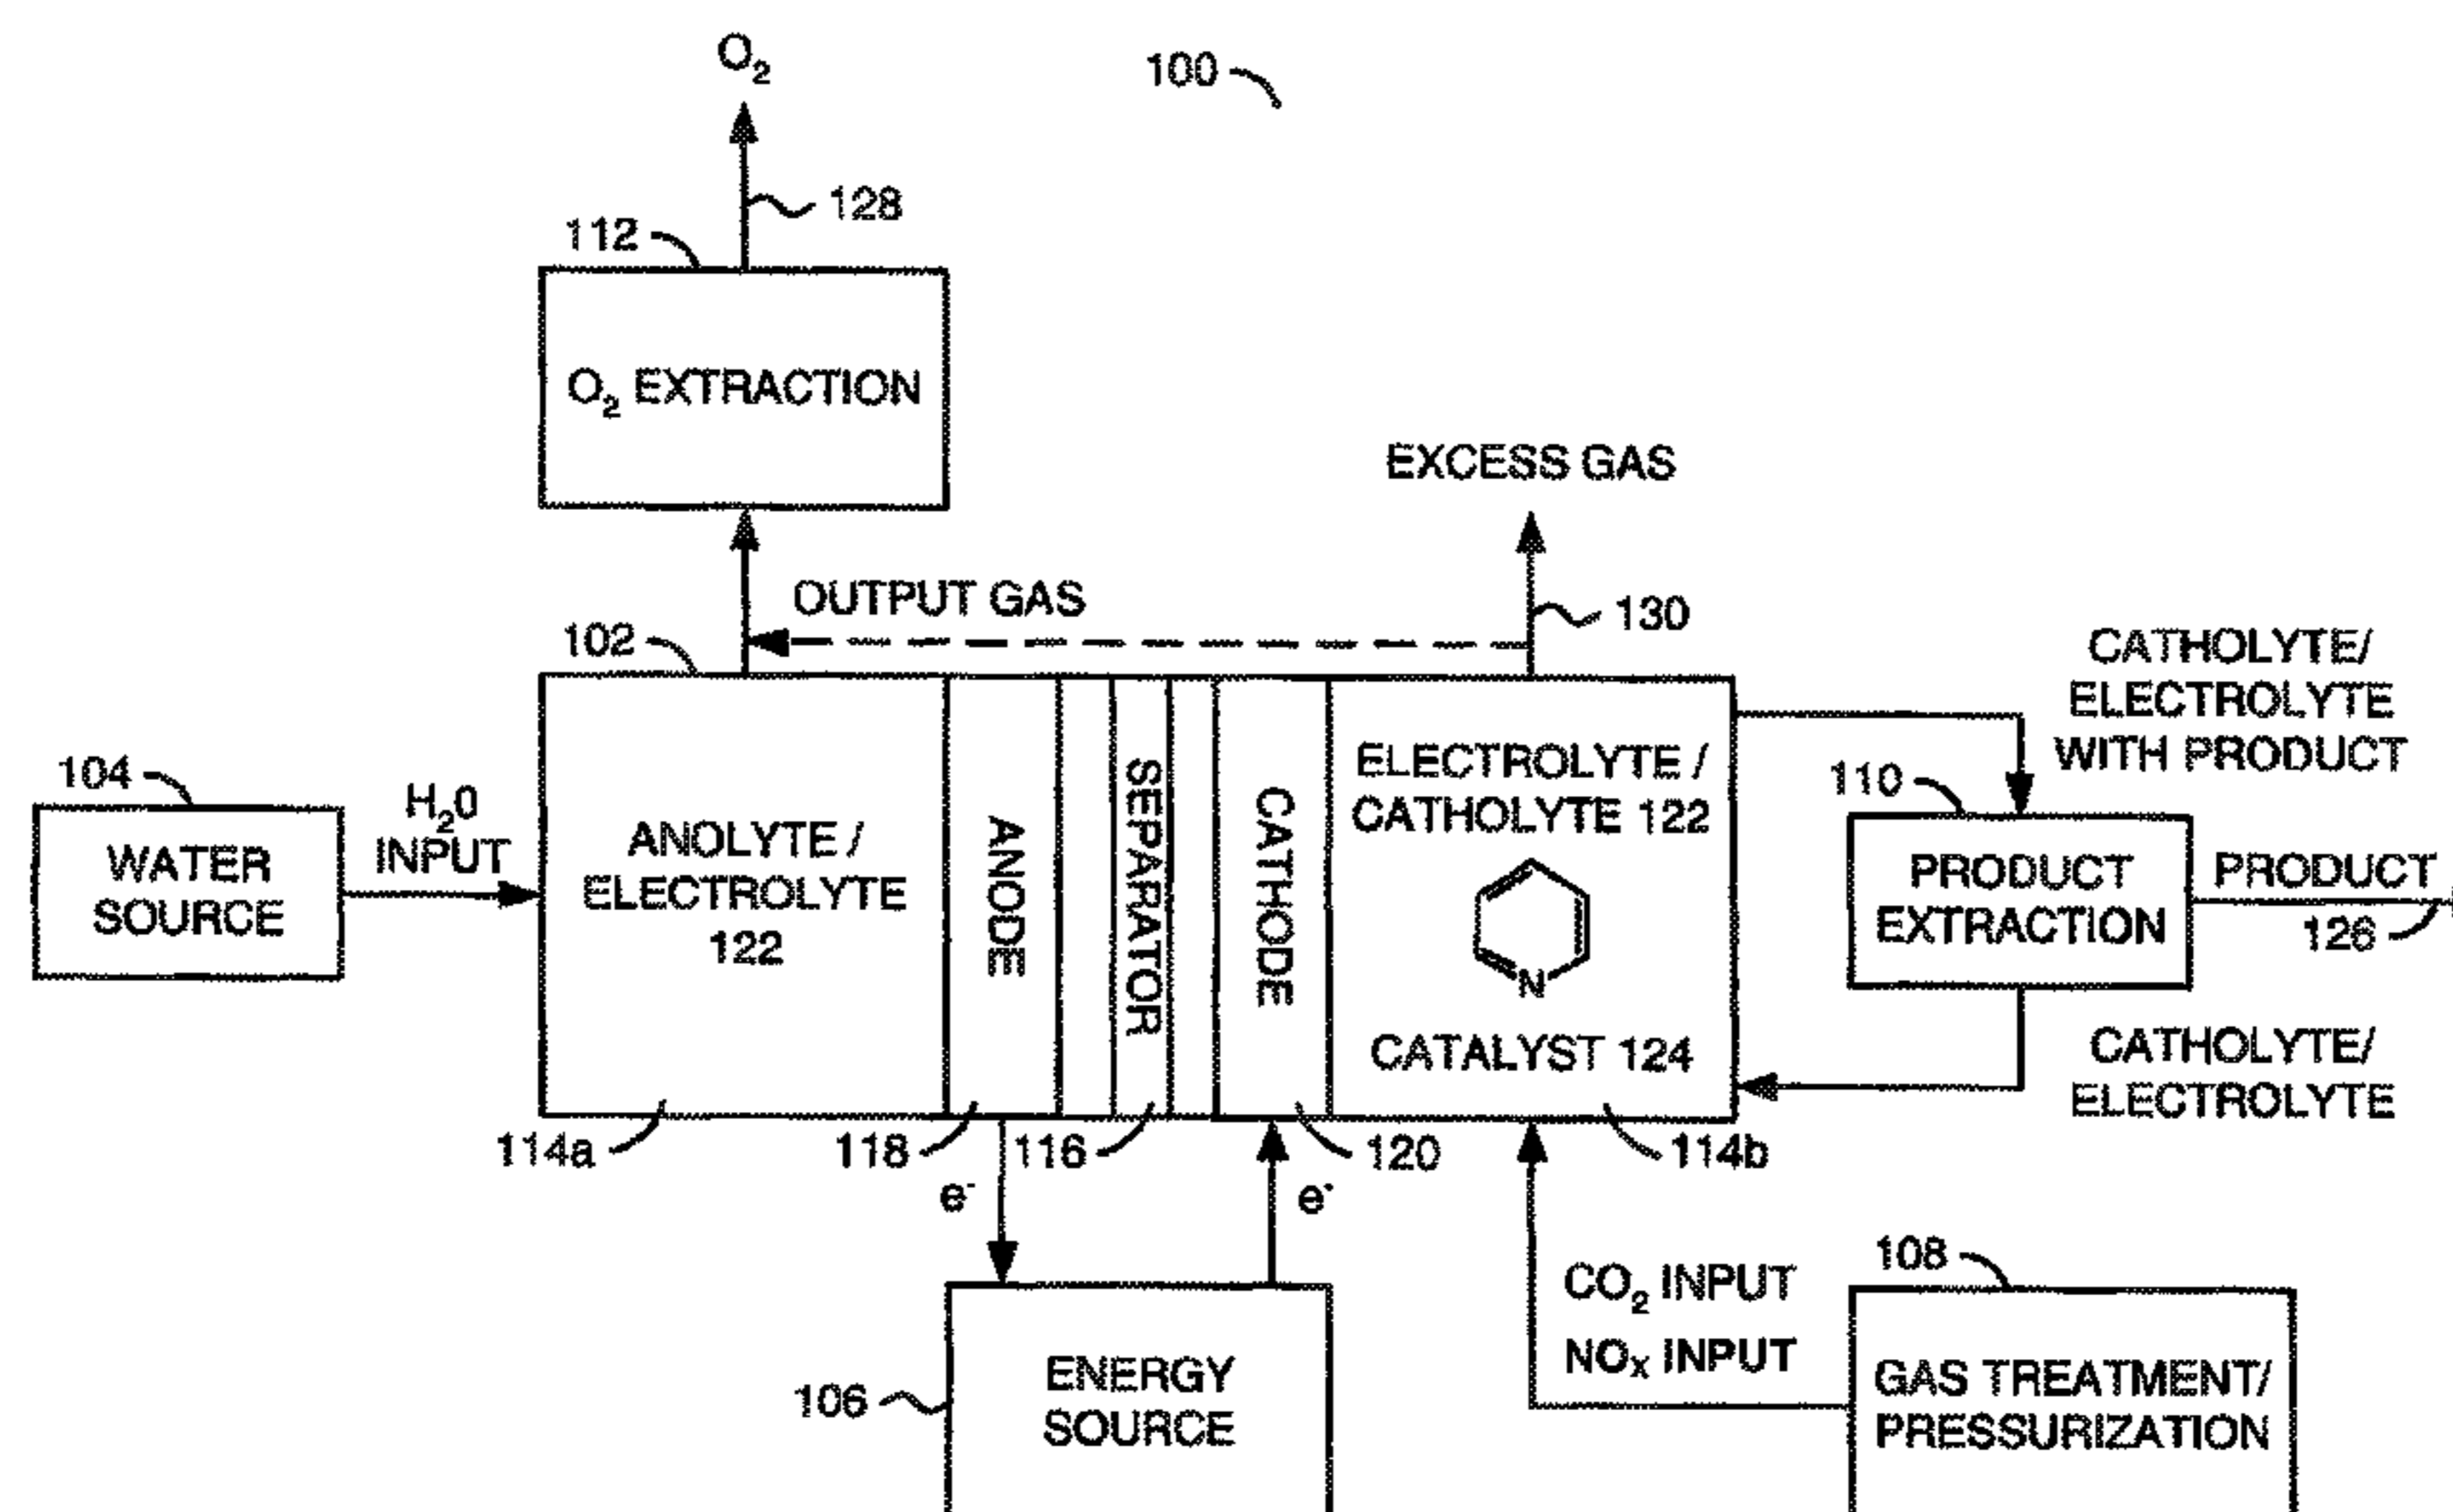 O₂
100
128
112
O₂ EXTRACTION
EXCESS GAS
OUTPUT GAS
130
102
CATHOLYTE/
ELECTROLYTE
WITH PRODUCT
104
H₂0
INPUT
WATER
SOURCE
ANOLYTE /
ELECTROLYTE
122
ANODE
SEPARATOR
CATHODE
ELECTROLYTE /
CATHOLYTE 122
N
CATALYST 124
110
PRODUCT
EXTRACTION
PRODUCT
126
CATHOLYTE/
ELECTROLYTE
114a
118
116
120
114b
e⁻
e⁻
CO₂ INPUT
NOₓ INPUT
108
106
ENERGY
SOURCE
GAS TREATMENT/
PRESSURIZATION